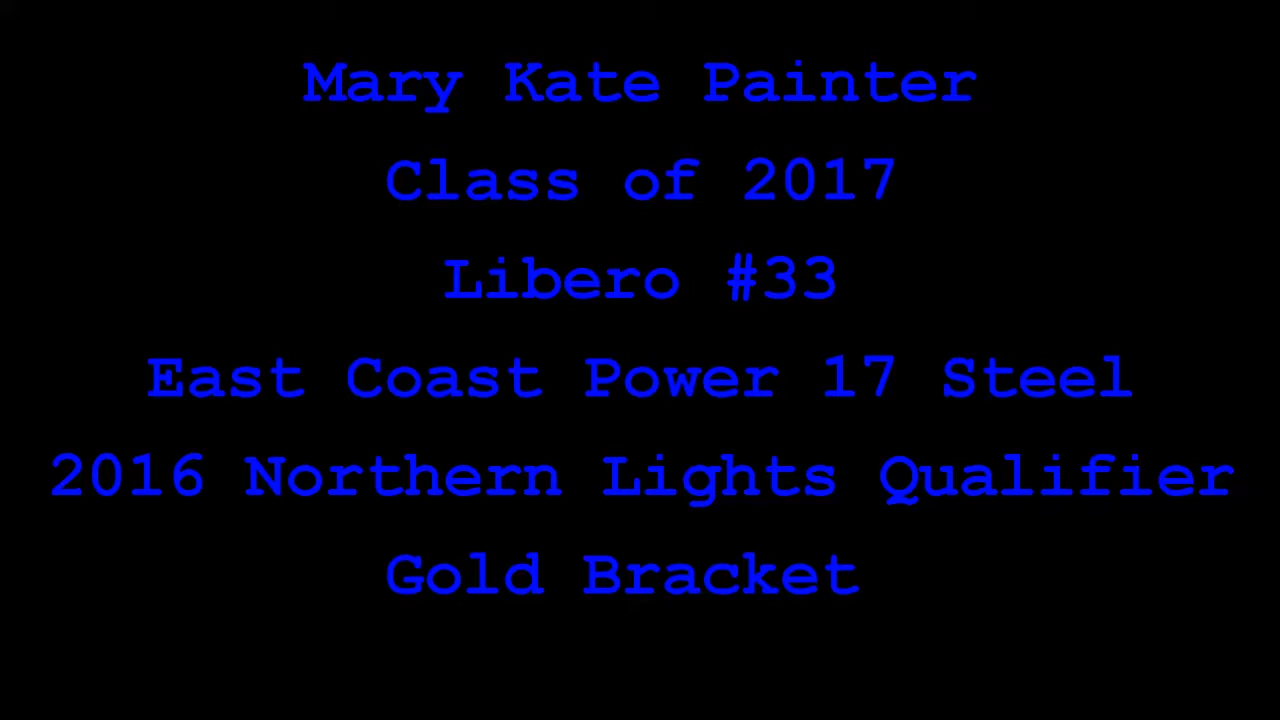 Mary Kate Painter
Class of 2017
Libero #33
East Coast Power 17 Steel
2016 Northern Lights Qualifier
Gold Bracket